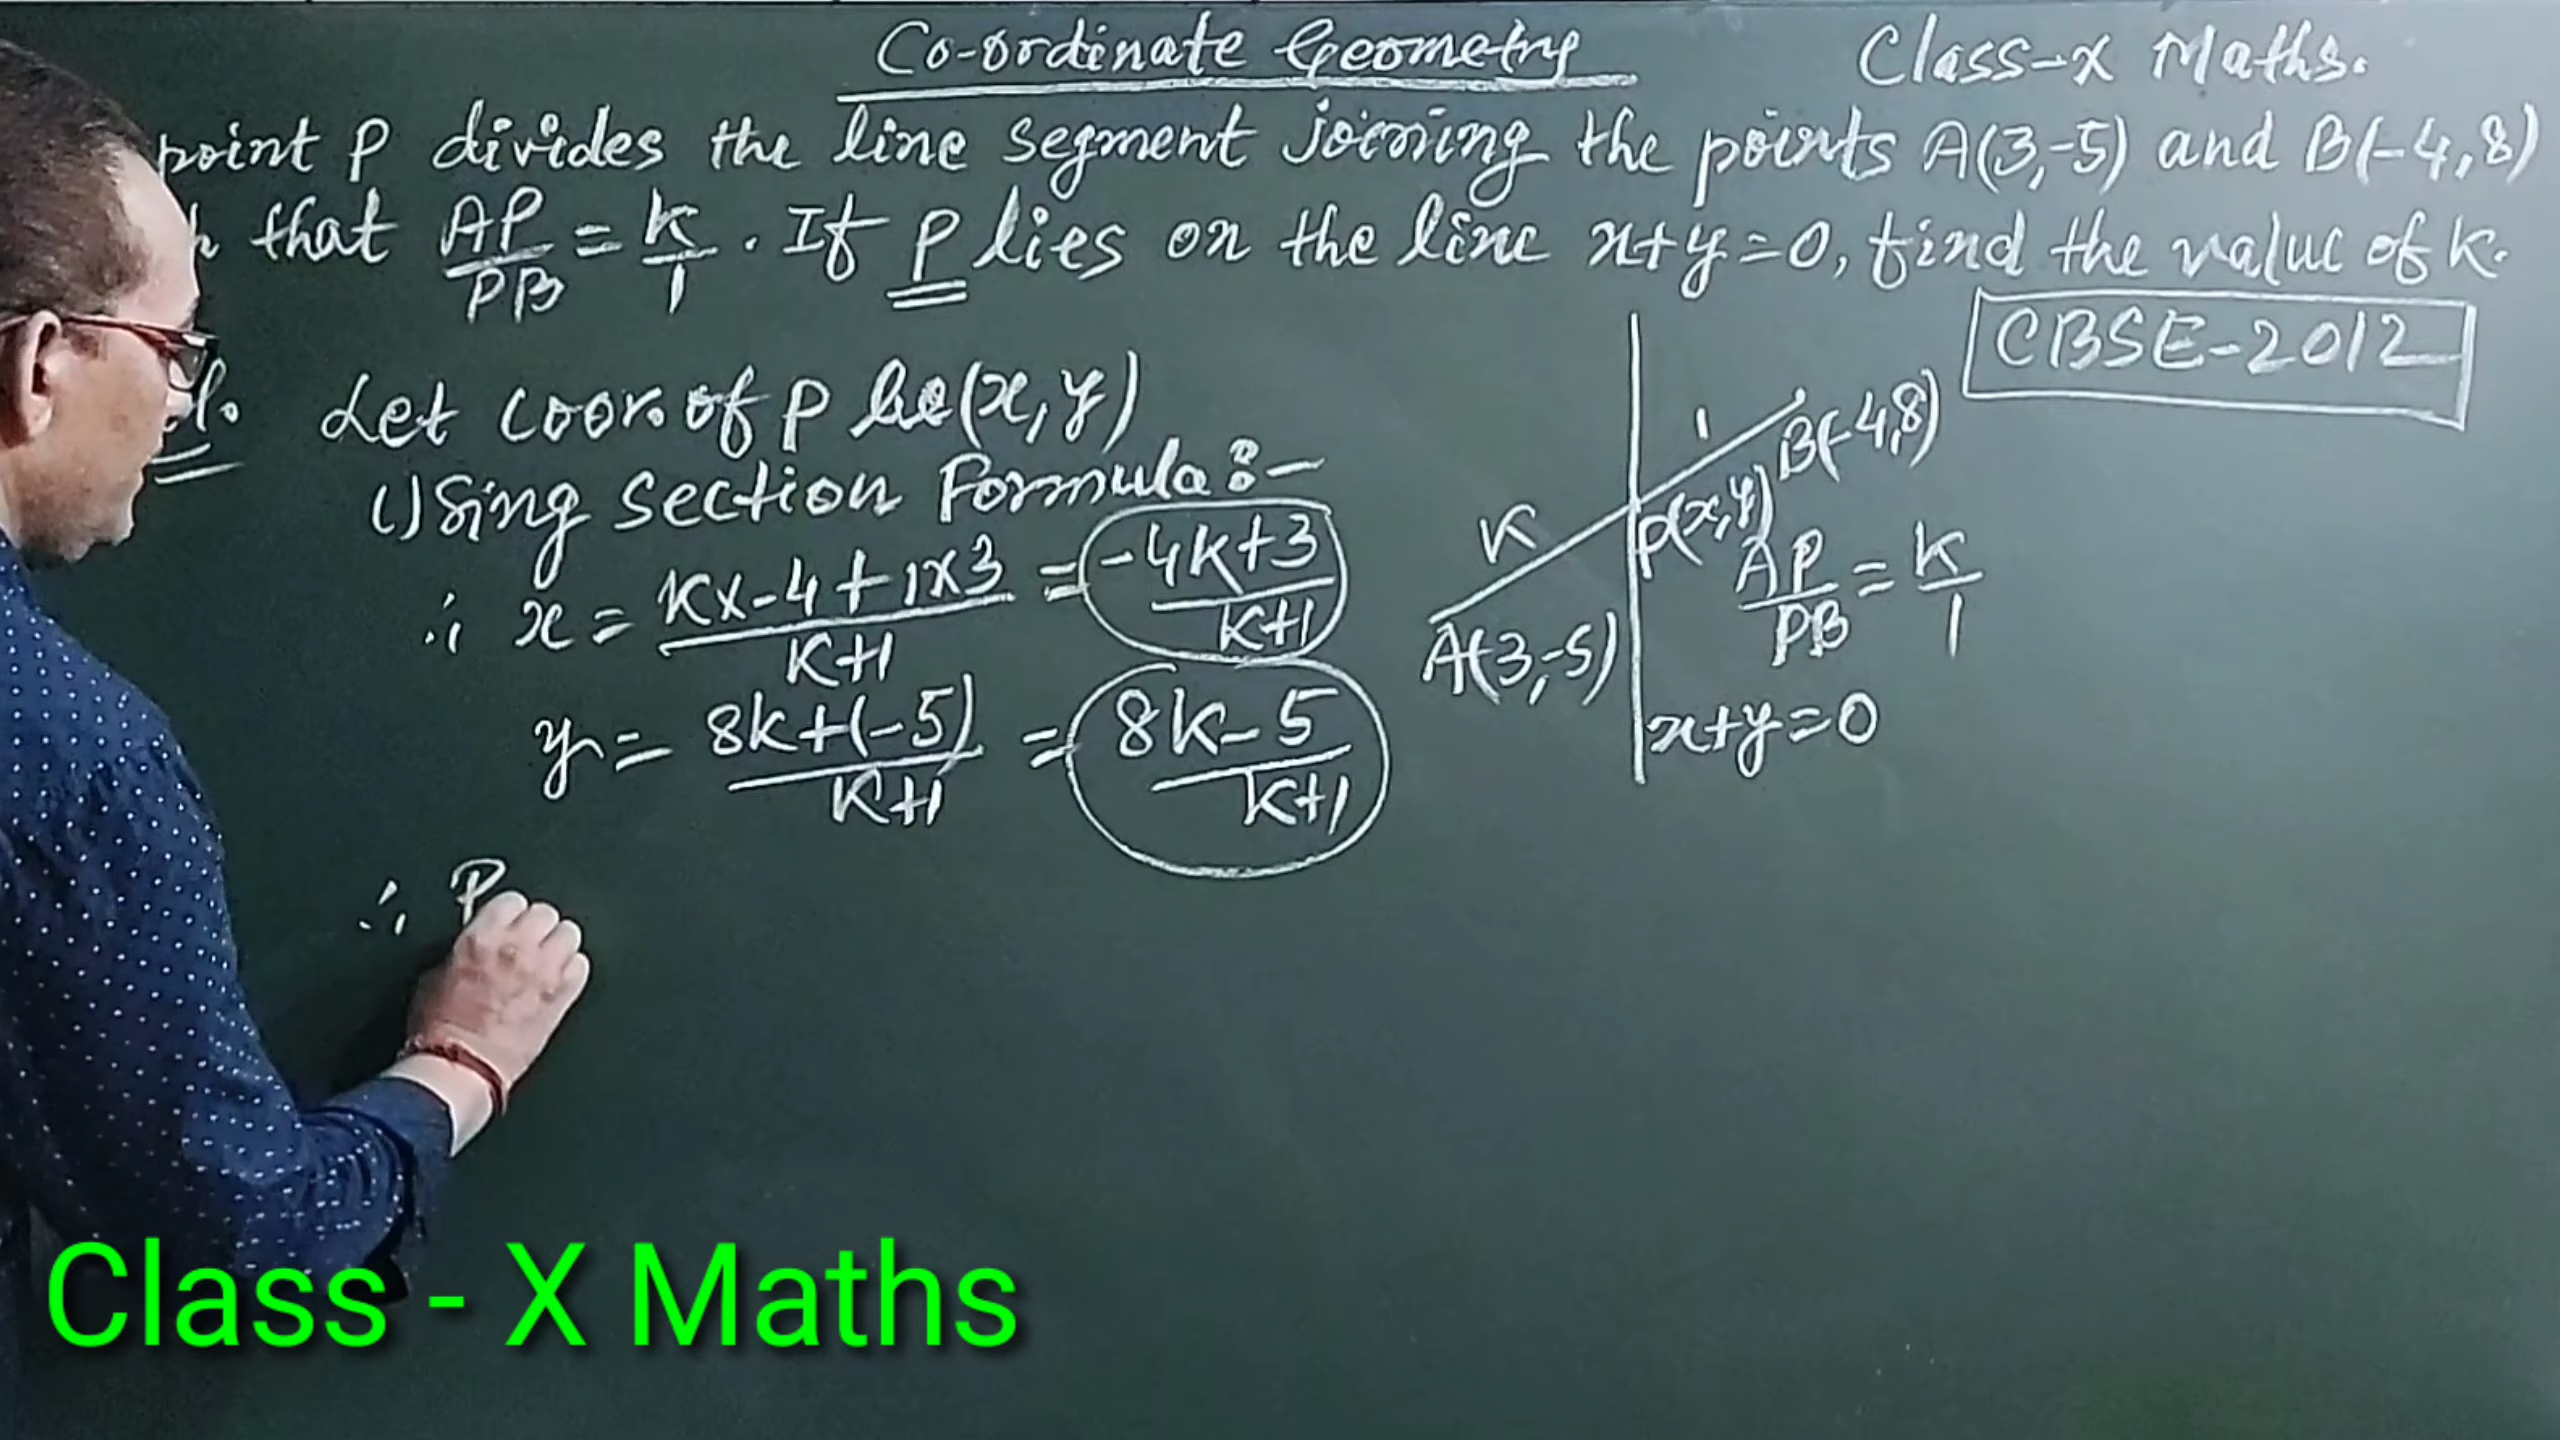 Co-ordinate Geometry
Class-X Maths.
point P divides the line segment joining the points A(3,-5) and B(-4,8)
that AP/PB = K/1 . If P lies on the line x+y=0, find the value of K.
CBSE-2012
Let coor. of P be (x,y)
Using section Formula:-
∴ x = (K×-4+1×3)/(K+1) = (-4K+3)/(K+1)
y = (8K+(-5))/(K+1) = (8K-5)/(K+1)
∴ P
1
B(-4,8)
K
P(x,y)
AP/PB = K/1
A(3,-5)
x+y=0
Class - X Maths